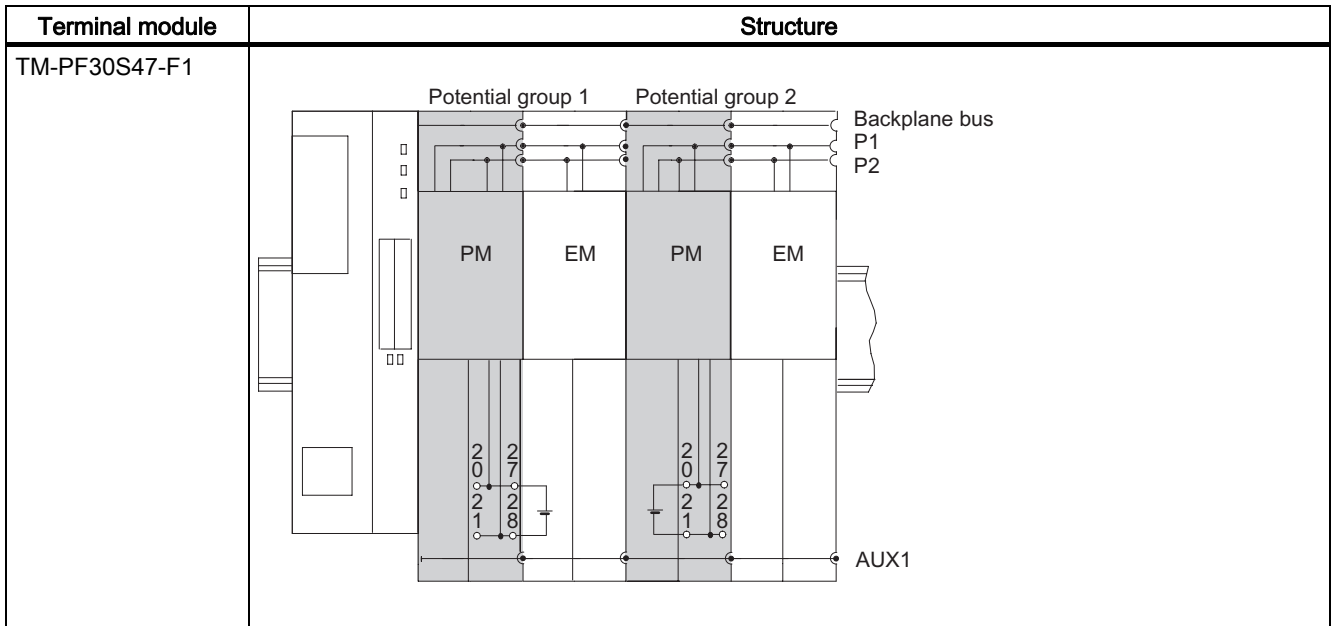 Terminal module
Structure
TM-PF30S47-F1
Potential group 1
Potential group 2
Backplane bus
P1
P2
PM
EM
PM
EM
20
27
21
28
20
27
21
28
AUX1